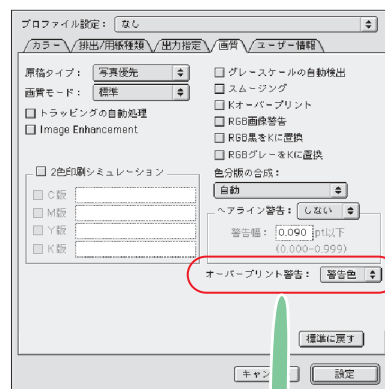 プロファイル設定： なし
カラー 排出/用紙種類 出力指定 画質 ユーザー情報
原稿タイプ： 写真優先
画質モード： 標準
トラッピングの自動処理
Image Enhancement
2色印刷シミュレーション
C版
M版
Y版
K版
グレースケールの自動検出
スムージング
Kオーバープリント
RGB画像警告
RGB黒をKに置換
RGBグレーをKに置換
色分版の合成：
自動
ヘアライン警告： しない
警告幅： 0.090 pt以下
(0.000-0.999)
オーバープリント警告： 警告色
標準に戻す
キャン
設定